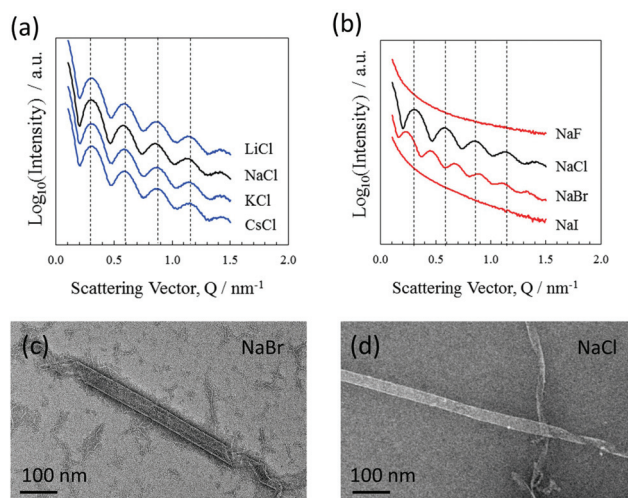 (a)
Log₁₀(Intensity) / a.u.
LiCl
NaCl
KCl
CsCl
0.0 0.5 1.0 1.5 2.0
Scattering Vector, Q / nm⁻¹
(b)
Log₁₀(Intensity) / a.u.
NaF
NaCl
NaBr
NaI
0.0 0.5 1.0 1.5 2.0
Scattering Vector, Q / nm⁻¹
(c) NaBr
100 nm
(d) NaCl
100 nm